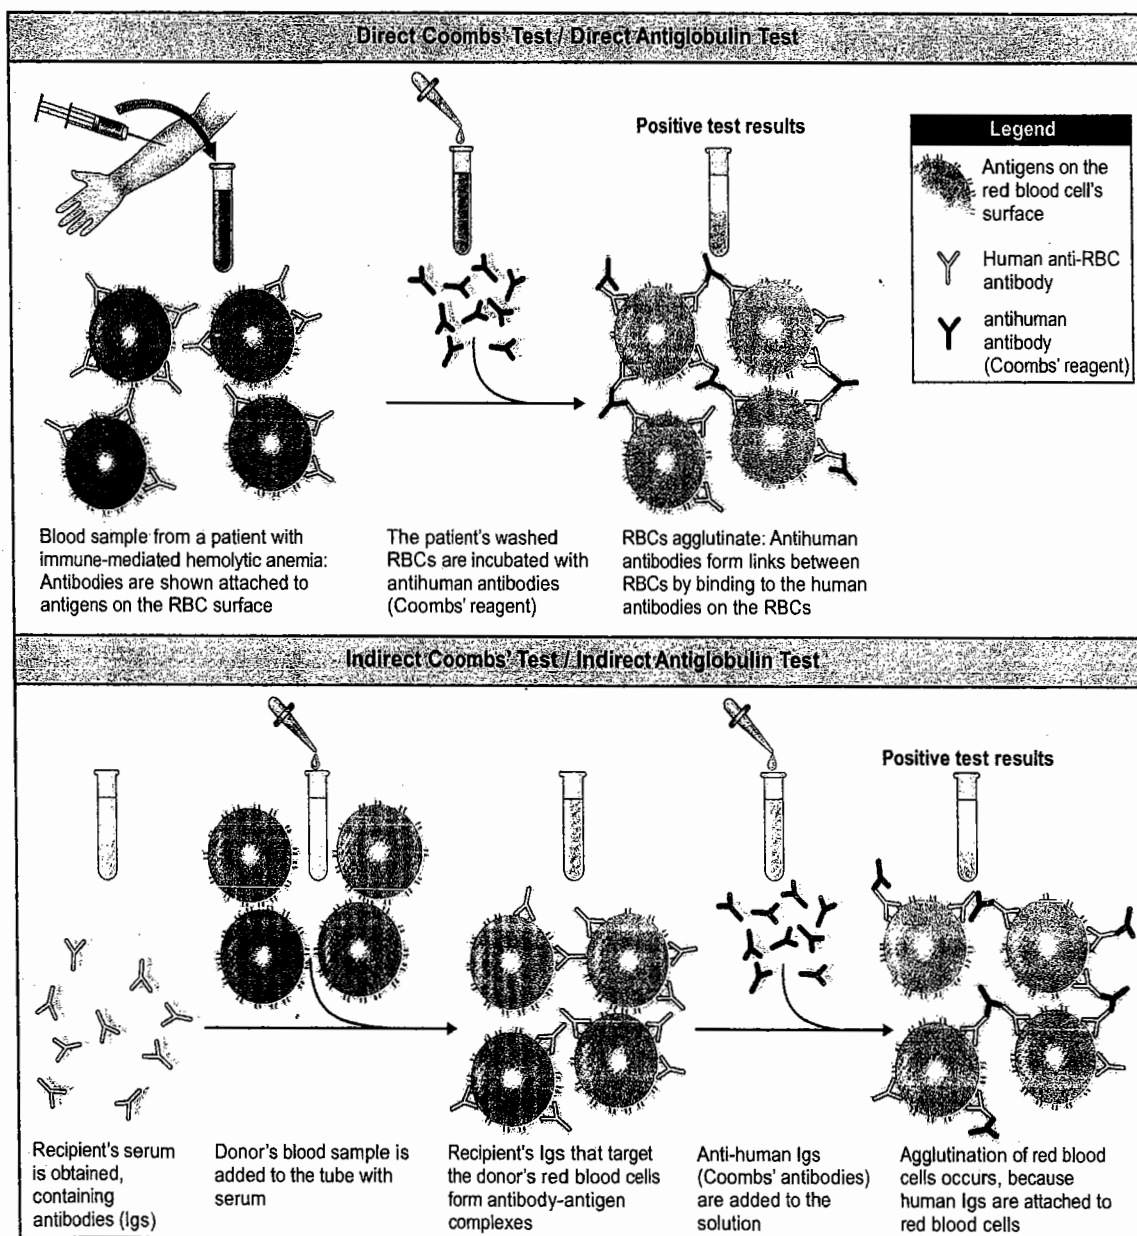 Direct Coombs' Test / Direct Antiglobulin Test
Positive test results
Legend
Antigens on the
red blood cell's
surface
Human anti-RBC
antibody
antihuman
antibody
(Coombs' reagent)
Blood sample from a patient with
immune-mediated hemolytic anemia:
Antibodies are shown attached to
antigens on the RBC surface
The patient's washed
RBCs are incubated with
antihuman antibodies
(Coombs' reagent)
RBCs agglutinate: Antihuman
antibodies form links between
RBCs by binding to the human
antibodies on the RBCs
Indirect Coombs' Test / Indirect Antiglobulin Test
Positive test results
Recipient's serum
is obtained,
containing
antibodies (Igs)
Donor's blood sample is
added to the tube with
serum
Recipient's Igs that target
the donor's red blood cells
form antibody-antigen
complexes
Anti-human Igs
(Coombs' antibodies)
are added to the
solution
Agglutination of red blood
cells occurs, because
human Igs are attached to
red blood cells